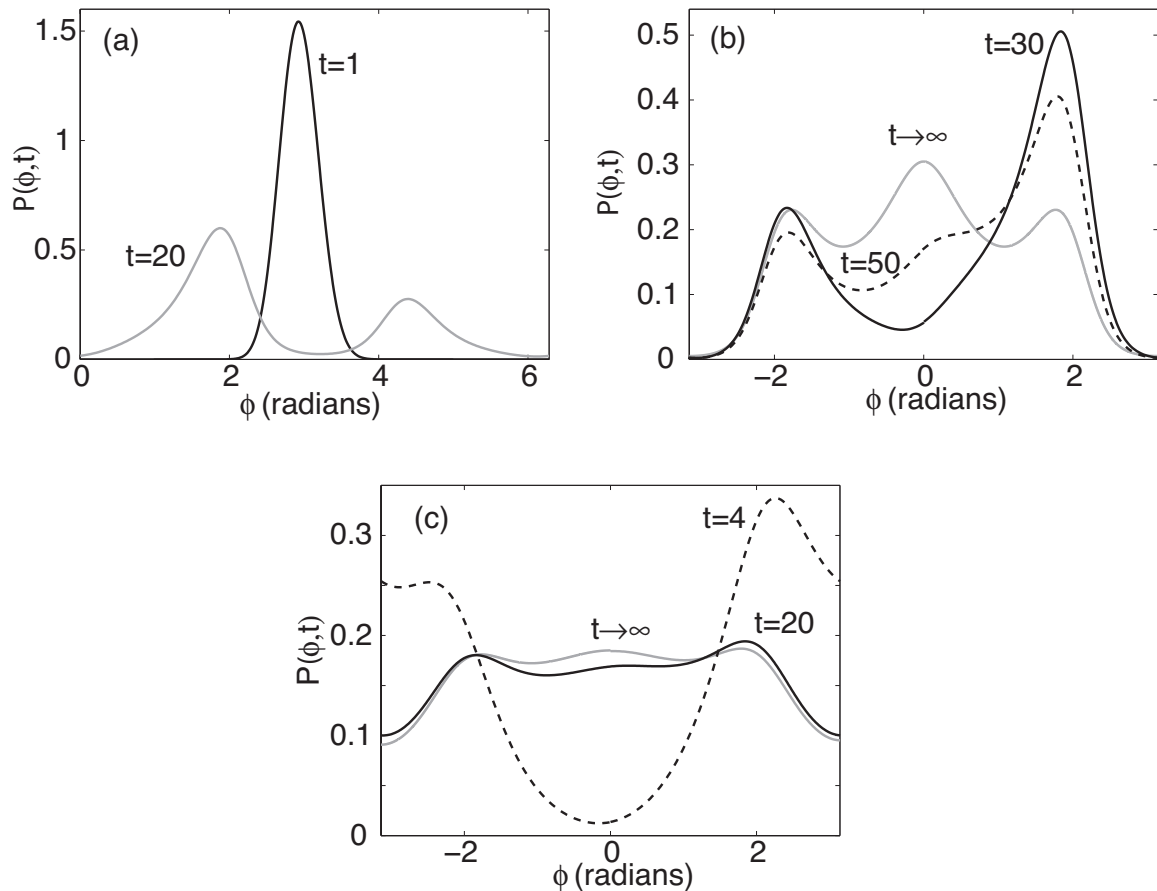 (a)
t=1
t=20
P(ϕ,t)
1.5
1
0.5
0
0 2 4 6
ϕ (radians)
(b)
t=30
t→∞
t=50
P(ϕ,t)
0.5
0.4
0.3
0.2
0.1
0
−2 0 2
ϕ (radians)
(c)
t=4
t→∞
t=20
P(ϕ,t)
0.3
0.2
0.1
0
−2 0 2
ϕ (radians)